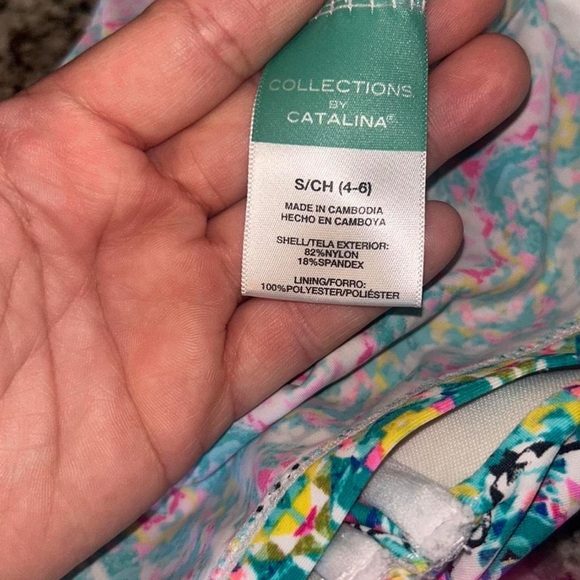 COLLECTIONS
BY
CATALINA®
S/CH (4-6)
MADE IN CAMBODIA
HECHO EN CAMBOYA
SHELL/TELA EXTERIOR:
82%NYLON
18%SPANDEX
LINING/FORRO:
100%POLYESTER/POLIÉSTER